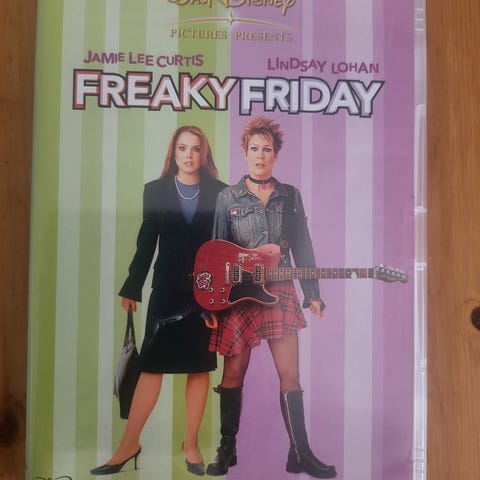 WALT DISNEY
PICTURES PRESENTS
JAMIE LEE CURTIS LINDSAY LOHAN
FREAKY FRIDAY